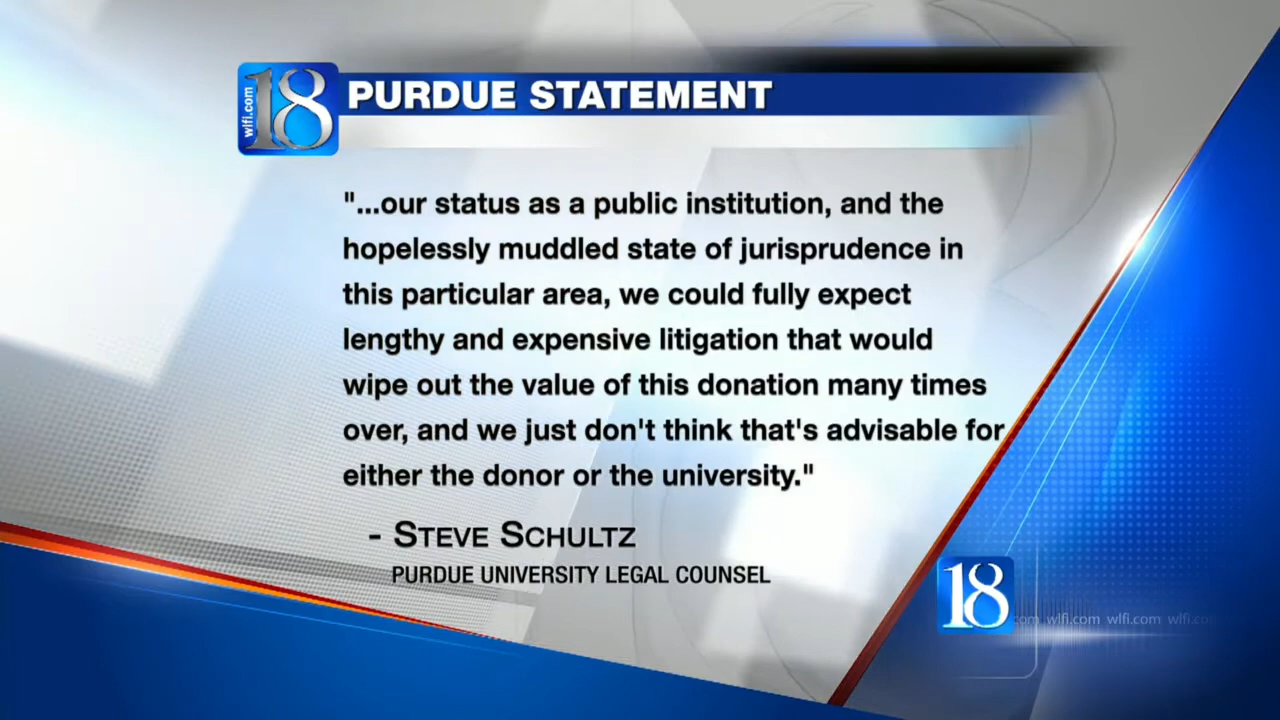 wlfi.com
18
PURDUE STATEMENT
"...our status as a public institution, and the
hopelessly muddled state of jurisprudence in
this particular area, we could fully expect
lengthy and expensive litigation that would
wipe out the value of this donation many times
over, and we just don't think that's advisable for
either the donor or the university."
- STEVE SCHULTZ
PURDUE UNIVERSITY LEGAL COUNSEL
18
com wlfi.com wlfi.com wlfi.co